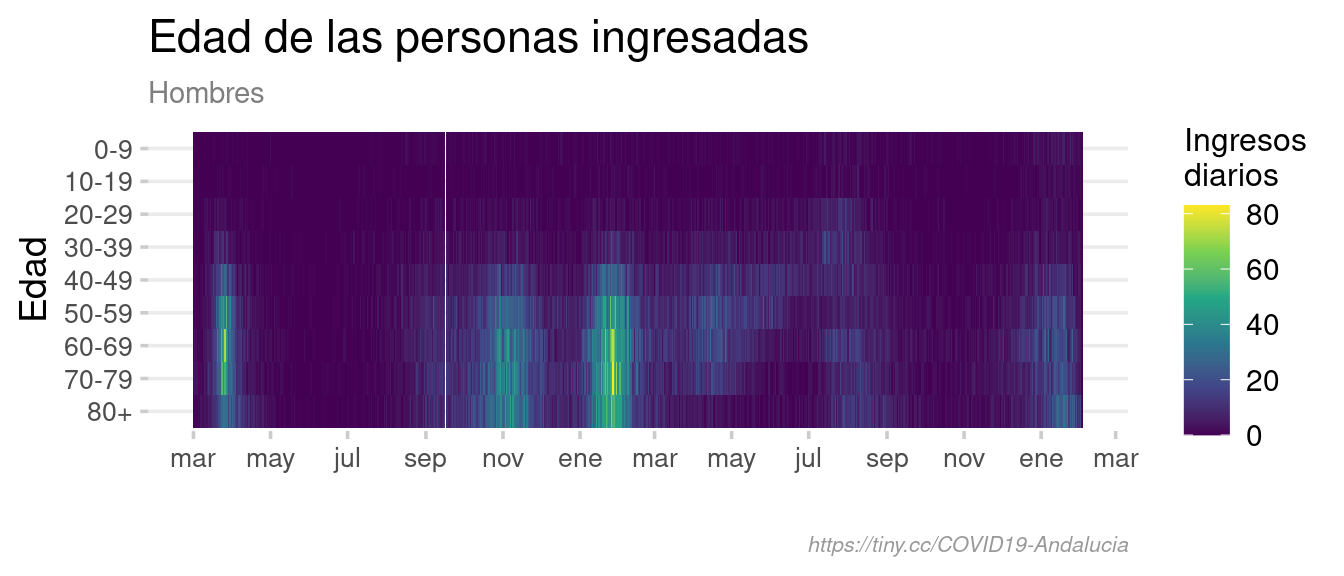 Edad de las personas ingresadas
Hombres
Edad
0-9
10-19
20-29
30-39
40-49
50-59
60-69
70-79
80+
mar may jul sep nov ene mar may jul sep nov ene mar
Ingresos
diarios
80
60
40
20
0
https://tiny.cc/COVID19-Andalucia